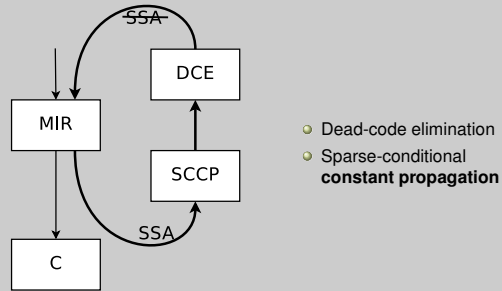 SSA
DCE
MIR
SCCP
SSA
C
Dead-code elimination
Sparse-conditional
constant propagation